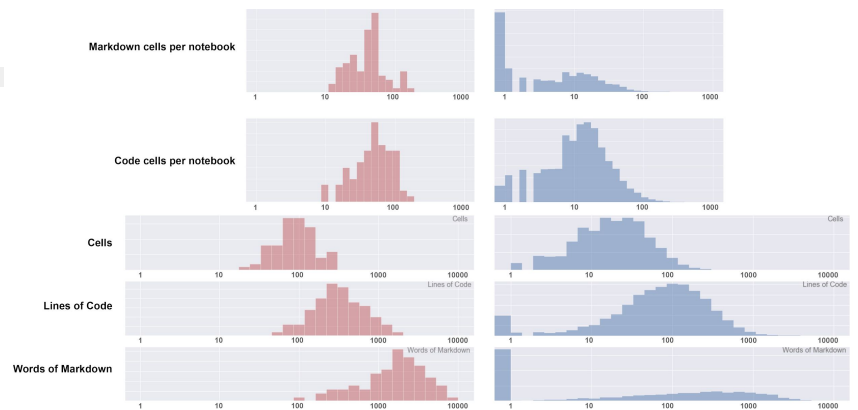 Markdown cells per notebook
1 10 100 1000
1 10 100 1000
Code cells per notebook
1 10 100 1000
1 10 100 1000
Cells
Cells
Cells
1 10 100 1000 10000
1 10 100 1000 10000
Lines of Code
Lines of Code
Lines of Code
1 10 100 1000 10000
1 10 100 1000 10000
Words of Markdown
Words of Markdown
Words of Markdown
1 10 100 1000 10000
1 10 100 1000 10000